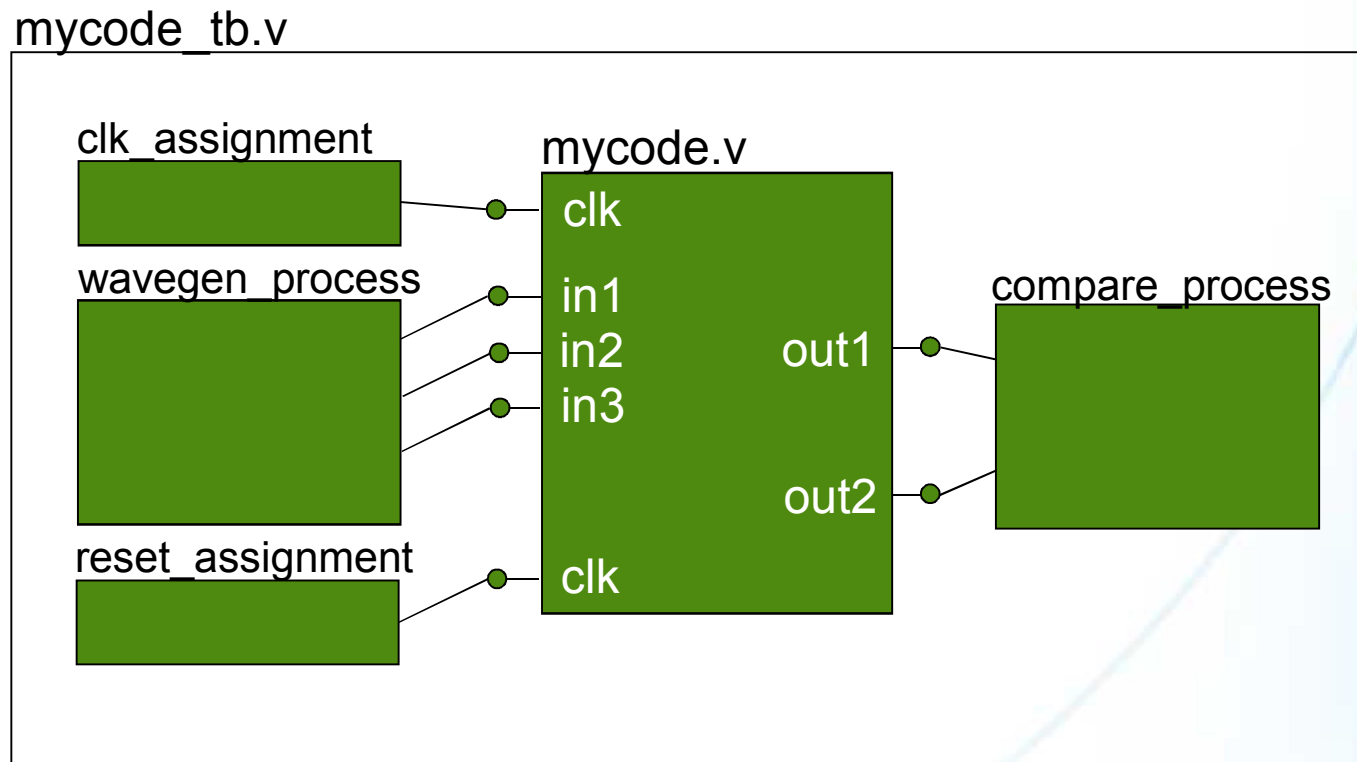 mycode_tb.v
clk_assignment
mycode.v
clk
wavegen_process
in1
in2
in3
out1
out2
compare_process
reset_assignment
clk